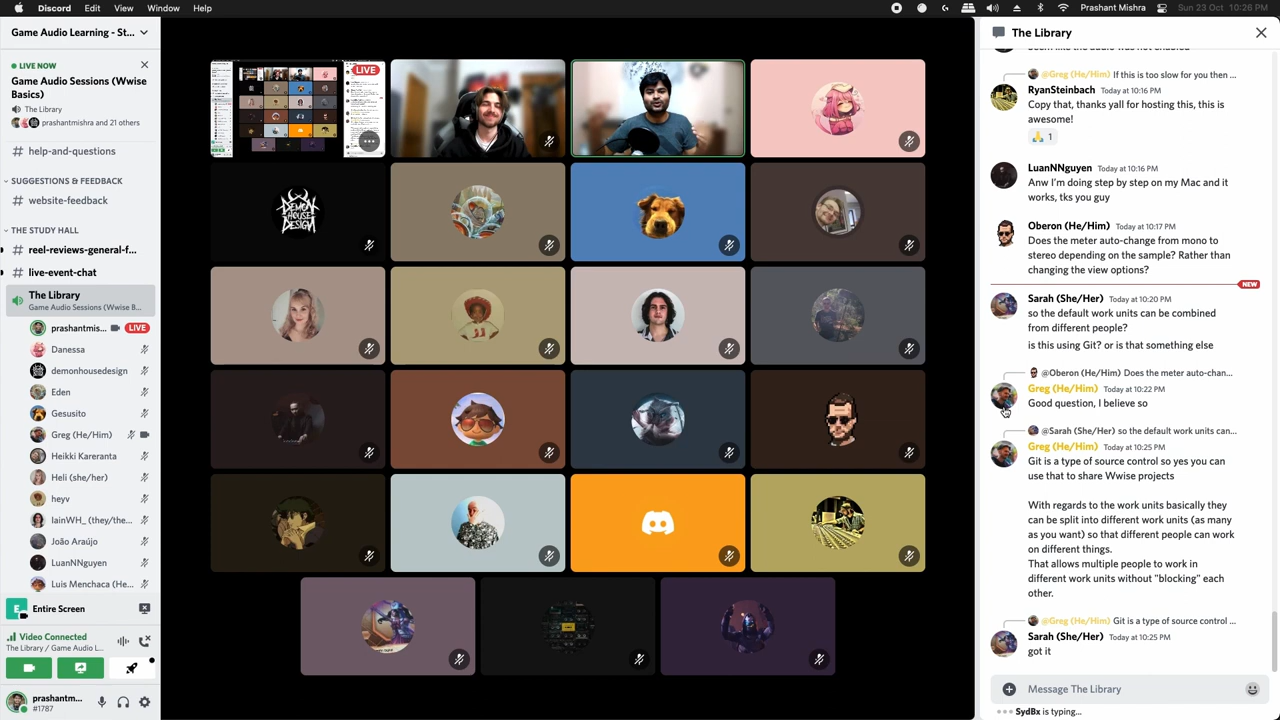 Discord
Edit
View
Window
Help
Prashant Mishra
Sun 23 Oct 10:26 PM
Game Audio Learning - St...
LIVE NOW
Game Audio Sessions (Wwise Basics)
The Library
prashantmishra and 21 others
# help-and-questions
SUGGESTIONS & FEEDBACK
# website-feedback
THE STUDY HALL
# reel-reviews-general-f...
# live-event-chat
The Library
Game Audio Sessions (Wwise B...
prashantmis...
LIVE
Danessa
demonhousedesign
Eden
Gesusito
Greg (He/Him)
Heikki Kareranta
Heli (she/her)
heyv
IainWH_ (they/the...
João Araújo
LuanNNguyen
Luis Menchaca (He...
Entire Screen
Video Connected
The Library / Game Audio L...
prashantm...
#1787
LIVE
DEMON
HOUSE
DESIGN
The Library
@Greg (He/Him) If this is too slow for you then ...
RyanSteinbach Today at 10:16 PM
Copy that, thanks yall for hosting this, this is
awesome!
1
LuanNNguyen Today at 10:16 PM
Anw I'm doing step by step on my Mac and it
works, tks you guy
Oberon (He/Him) Today at 10:17 PM
Does the meter auto-change from mono to
stereo depending on the sample? Rather than
changing the view options?
NEW
Sarah (She/Her) Today at 10:20 PM
so the default work units can be combined
from different people?
is this using Git? or is that something else
@Oberon (He/Him) Does the meter auto-chan...
Greg (He/Him) Today at 10:22 PM
Good question, I believe so
@Sarah (She/Her) so the default work units can...
Greg (He/Him) Today at 10:25 PM
Git is a type of source control so yes you can
use that to share Wwise projects
With regards to the work units basically they
can be split into different work units (as many
as you want) so that different people can work
on different things.
That allows multiple people to work in
different work units without "blocking" each
other.
@Greg (He/Him) Git is a type of source control ...
Sarah (She/Her) Today at 10:25 PM
got it
Message The Library
SydBx is typing...